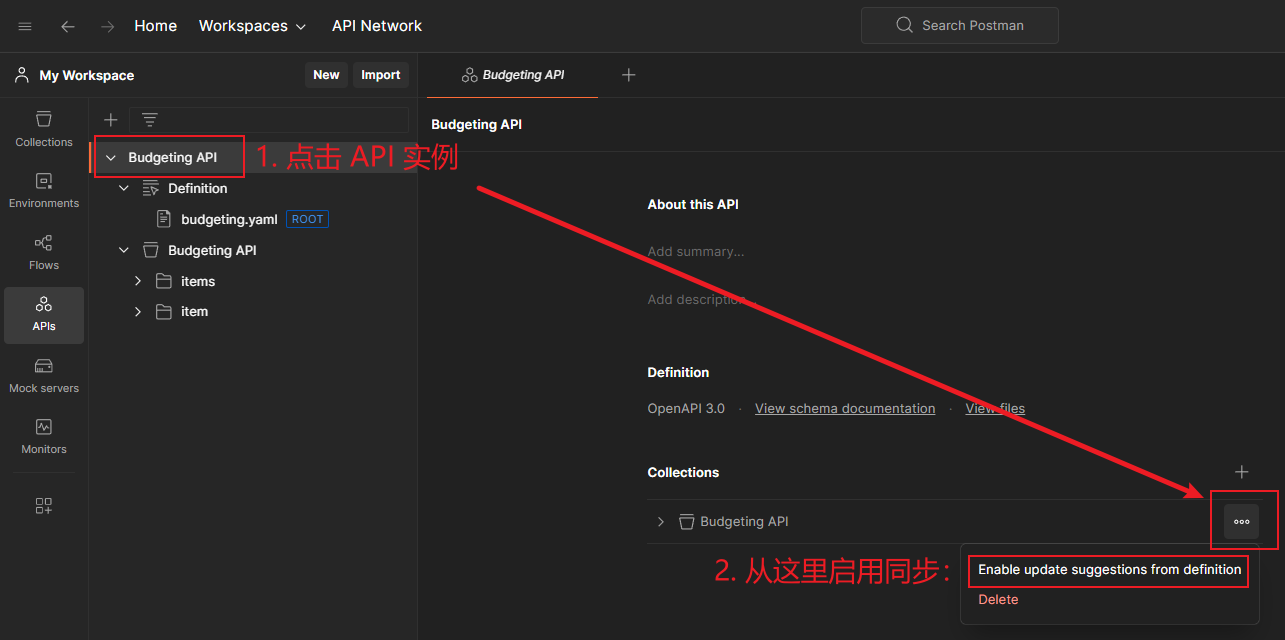 Home Workspaces API Network Search Postman
My Workspace New Import Budgeting API
Collections
Budgeting API
Budgeting API 1. 点击 API 实例
Environments
Definition
About this API
budgeting.yaml ROOT
Flows
Budgeting API
Add summary...
items
Add description...
APIs
item
Mock servers
Definition
OpenAPI 3.0 · View schema documentation · View files
Monitors
Collections
Budgeting API
2. 从这里启用同步：
Enable update suggestions from definition
Delete